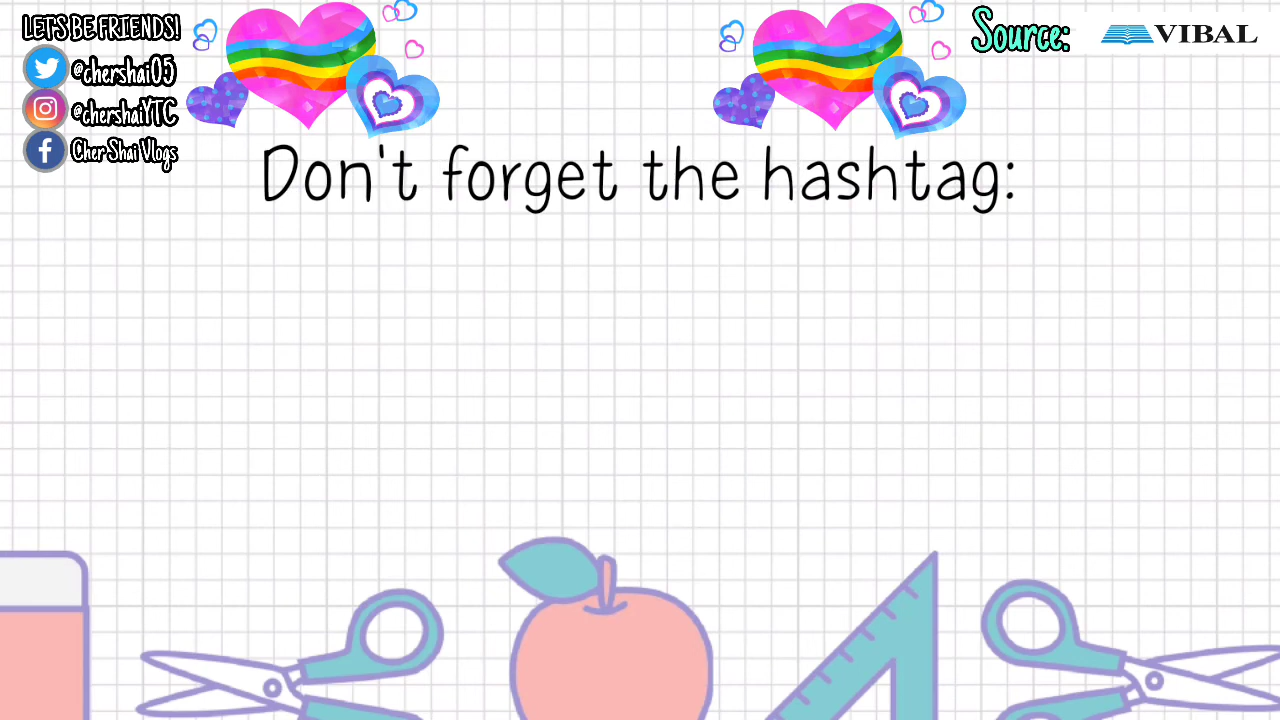 LET'S BE FRIENDS!
@chershai05
@chershaiYTC
Cher Shai Vlogs
Source: VIBAL
Don't forget the hashtag: